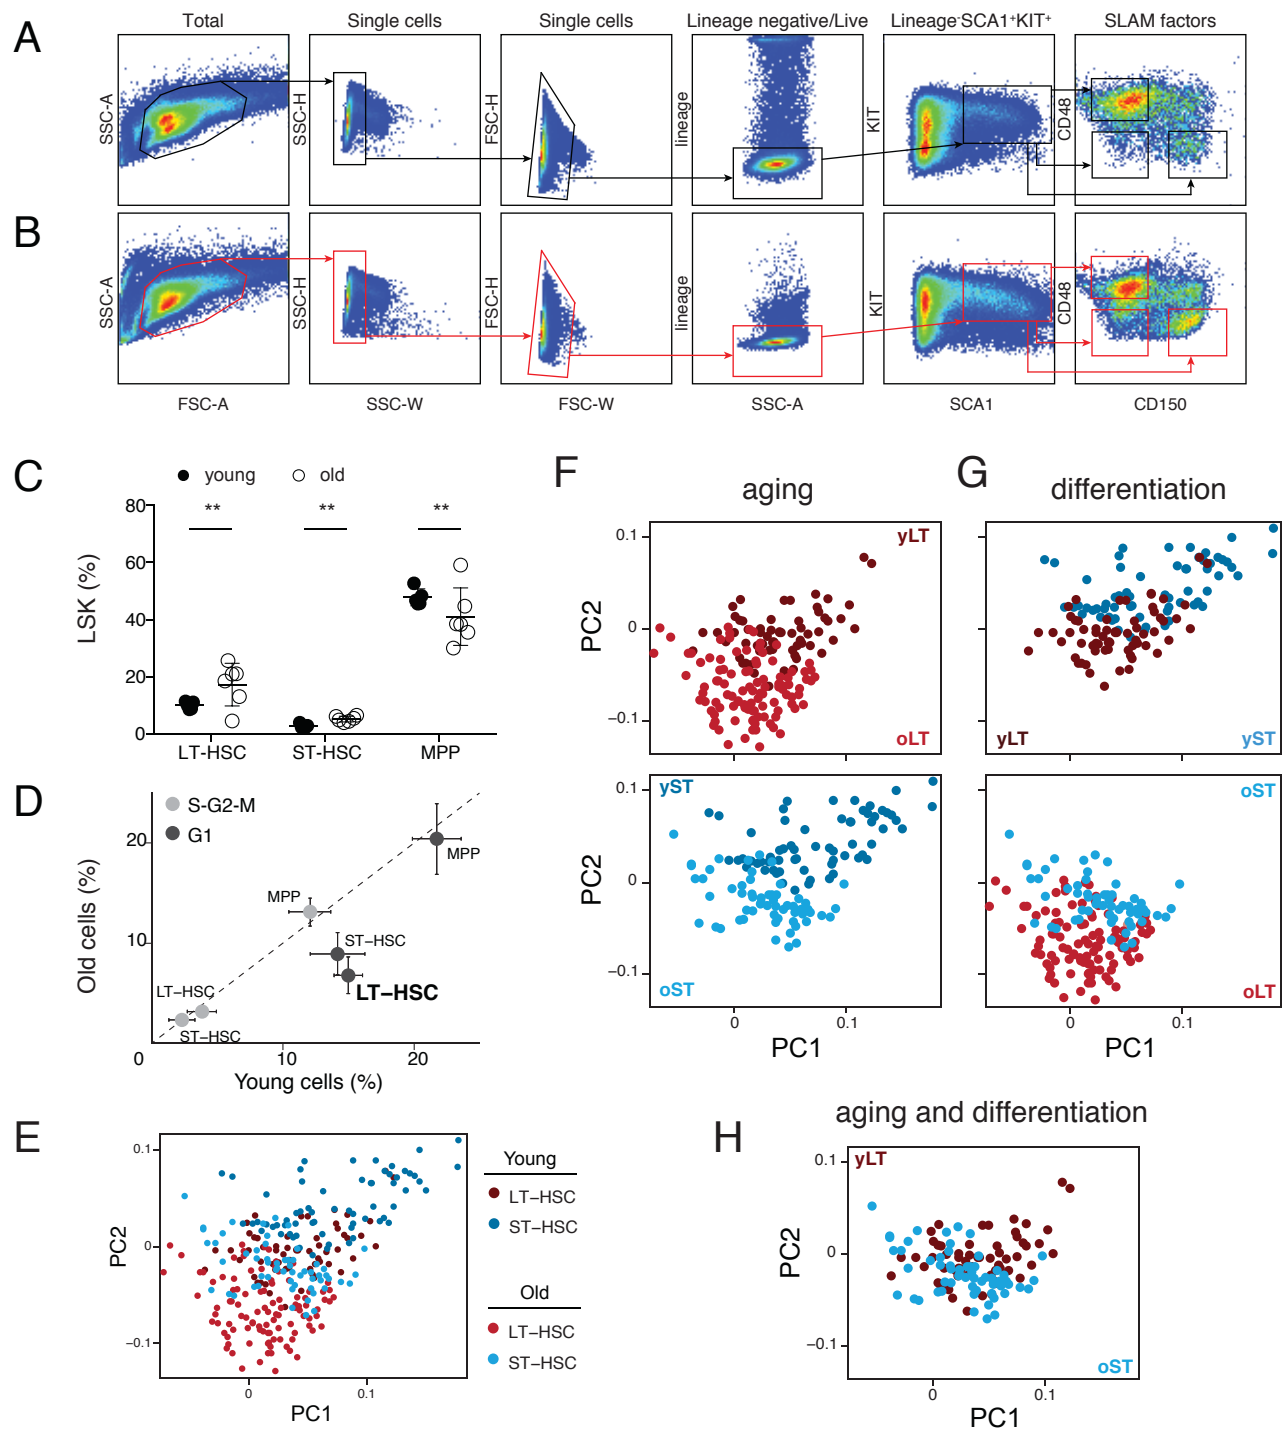 A
Total
Single cells
Single cells
Lineage negative/Live
Lineage-SCA1+KIT+
SLAM factors
SSC-A
SSC-H
FSC-H
lineage
KIT
CD48
B
SSC-A
SSC-H
FSC-H
lineage
KIT
CD48
FSC-A
SSC-W
FSC-W
SSC-A
SCA1
CD150
C
young
old
LSK (%)
80
60
40
20
0
** ** **
LT-HSC
ST-HSC
MPP
D
S-G2-M
G1
Old cells (%)
20
10
0
10
20
MPP
MPP
ST–HSC
LT–HSC
LT–HSC
ST–HSC
Young cells (%)
E
PC2
0.1
0
−0.1
0
0.1
PC1
Young
LT–HSC
ST–HSC
Old
LT–HSC
ST–HSC
F
aging
PC2
0.1
0
−0.1
yLT
oLT
PC2
0.1
0
−0.1
yST
oST
0
0.1
PC1
G
differentiation
yLT
yST
oST
oLT
0
0.1
PC1
H
aging and differentiation
PC2
0.1
0
−0.1
yLT
oST
0
0.1
PC1